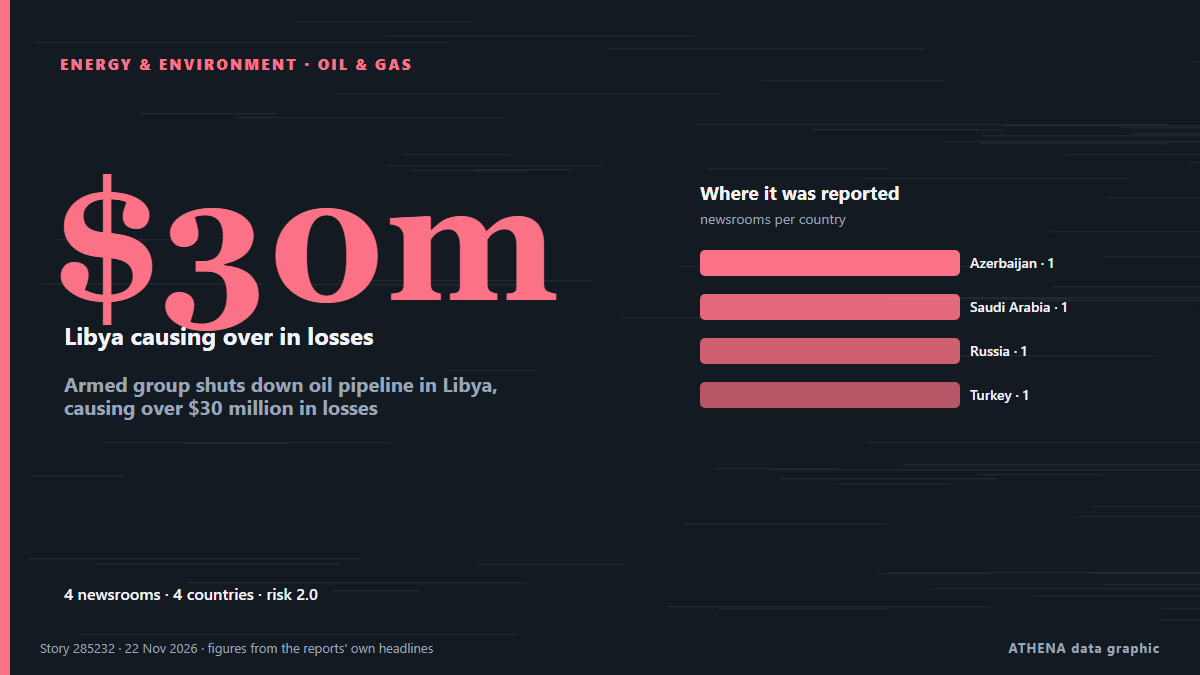 ENERGY & ENVIRONMENT · OIL & GAS
$30m
Libya causing over in losses
Armed group shuts down oil pipeline in Libya,
causing over $30 million in losses
4 newsrooms · 4 countries · risk 2.0
Where it was reported
newsrooms per country
Azerbaijan · 1
Saudi Arabia · 1
Russia · 1
Turkey · 1
Story 285232 · 22 Nov 2026 · figures from the reports' own headlines
ATHENA data graphic